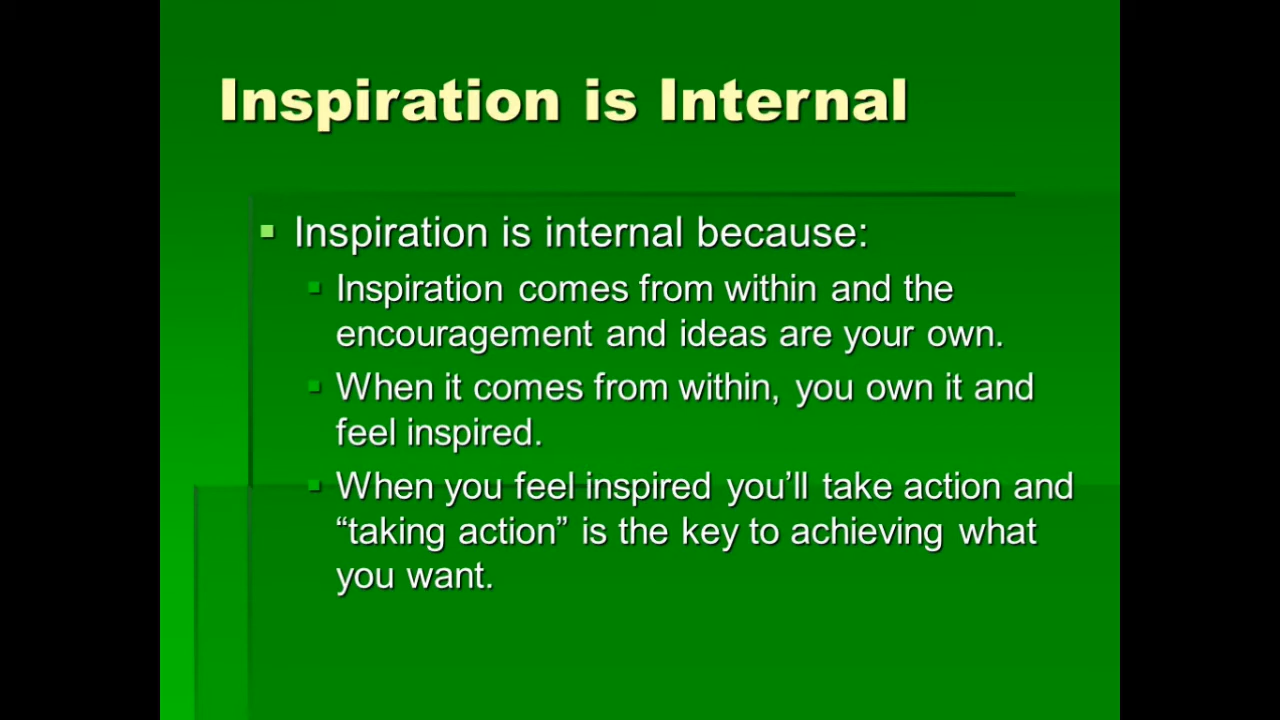 Inspiration is Internal
Inspiration is internal because:
Inspiration comes from within and the
encouragement and ideas are your own.
When it comes from within, you own it and
feel inspired.
When you feel inspired you’ll take action and
“taking action” is the key to achieving what
you want.